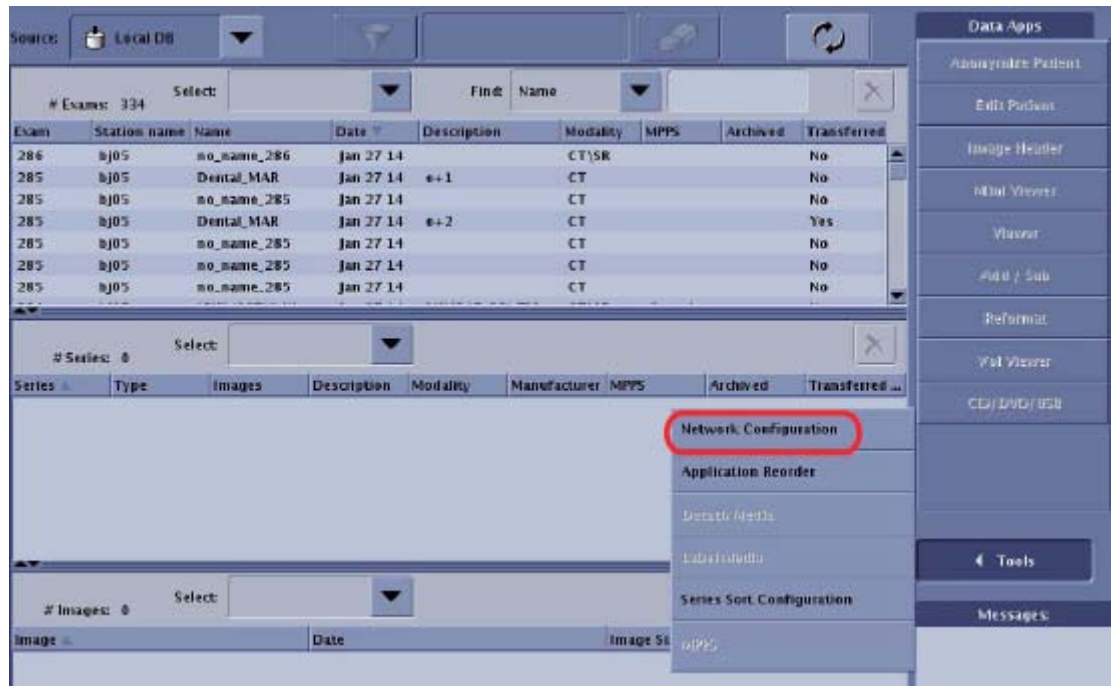 Source: Local DB
Data Apps
Anonymize Patient
Select:
Find: Name
# Exams: 334
Edit Patient
Exam Station name Name Date Description Modality MPPS Archived Transferred
286 bj05 no_name_286 Jan 27 14 CT\SR No
Image Header
285 bj05 Dental_MAR Jan 27 14 e+1 CT No
285 bj05 no_name_285 Jan 27 14 CT No
Mini Viewer
285 bj05 Dental_MAR Jan 27 14 e+2 CT Yes
285 bj05 no_name_285 Jan 27 14 CT No
Viewer
285 bj05 no_name_285 Jan 27 14 CT No
285 bj05 no_name_285 Jan 27 14 CT No
Add / Sub
Reformat
Select:
# Series: 0
Vol Viewer
Series Type Images Description Modality Manufacturer MPPS Archived Transferred ...
CD/DVD/USB
Network Configuration
Application Reorder
Detach Media
Label Media
Tools
Select:
# Images: 0
Series Sort Configuration
Messages:
Image Date Image
MPPS